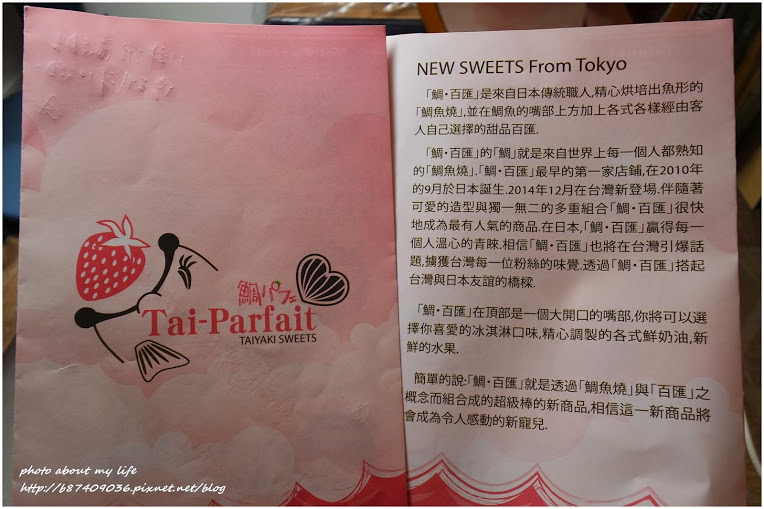 鯛パフェ
Tai-Parfait
TAIYAKI SWEETS
NEW SWEETS From Tokyo
「鯛・百匯」是來自日本傳統職人,精心烘培出魚形的
「鯛魚燒」,並在鯛魚的嘴部上方加上各式各樣經由客
人自己選擇的甜品百匯.
「鯛・百匯」的「鯛」就是來自世界上每一個人都熟知
的「鯛魚燒」.「鯛・百匯」最早的第一家店鋪,在2010年
的9月於日本誕生.2014年12月在台灣新登場.伴隨著
可愛的造型與獨一無二的多重組合「鯛・百匯」很快
地成為最有人氣的商品.在日本,「鯛・百匯」贏得每一
個人溫心的青睞.相信「鯛・百匯」也將在台灣引爆話
題,擄獲台灣每一位粉絲的味覺.透過「鯛・百匯」搭起
台灣與日本友誼的橋樑.
「鯛・百匯」在頂部是一個大開口的嘴部,你將可以選
擇你喜愛的冰淇淋口味,精心調製的各式鮮奶油,新
鮮的水果.
簡單的說:「鯛・百匯」就是透過「鯛魚燒」與「百匯」之
概念而組合成的超級棒的新商品,相信這一新商品將
會成為令人感動的新寵兒.
photo about my life
http://b87409036.pixnet.net/blog